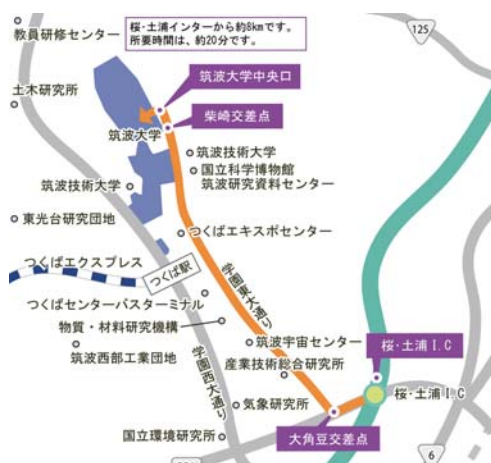 教員研修センター
桜・土浦インターから約8kmです。
所要時間は、約20分です。
125
筑波大学中央口
土木研究所
柴崎交差点
筑波大学
筑波技術大学
国立科学博物館
筑波研究資料センター
筑波技術大学
東光台研究団地
つくばエキスポセンター
つくばエクスプレス
つくば駅
学園東大通り
つくばセンターバスターミナル
物質・材料研究機構
筑波宇宙センター
桜・土浦 I.C
筑波西部工業団地
産業技術総合研究所
学園西大通り
桜・土浦 I.C
気象研究所
国立環境研究所
大角豆交差点
6